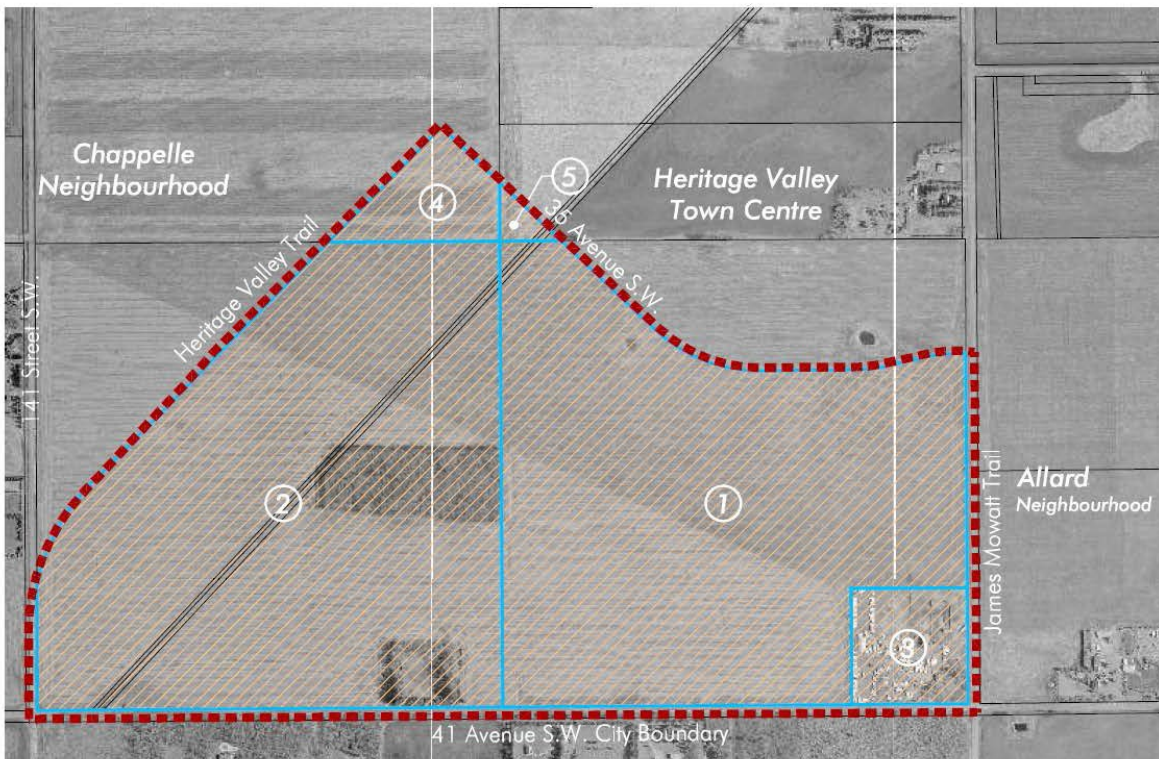 Chappelle
Neighbourhood
Heritage Valley
Town Centre
5
4
36 Avenue S.W.
Heritage Valley Trail
141 Street S.W.
2
1
Allard
Neighbourhood
James Mowatt Trail
3
41 Avenue S.W. City Boundary